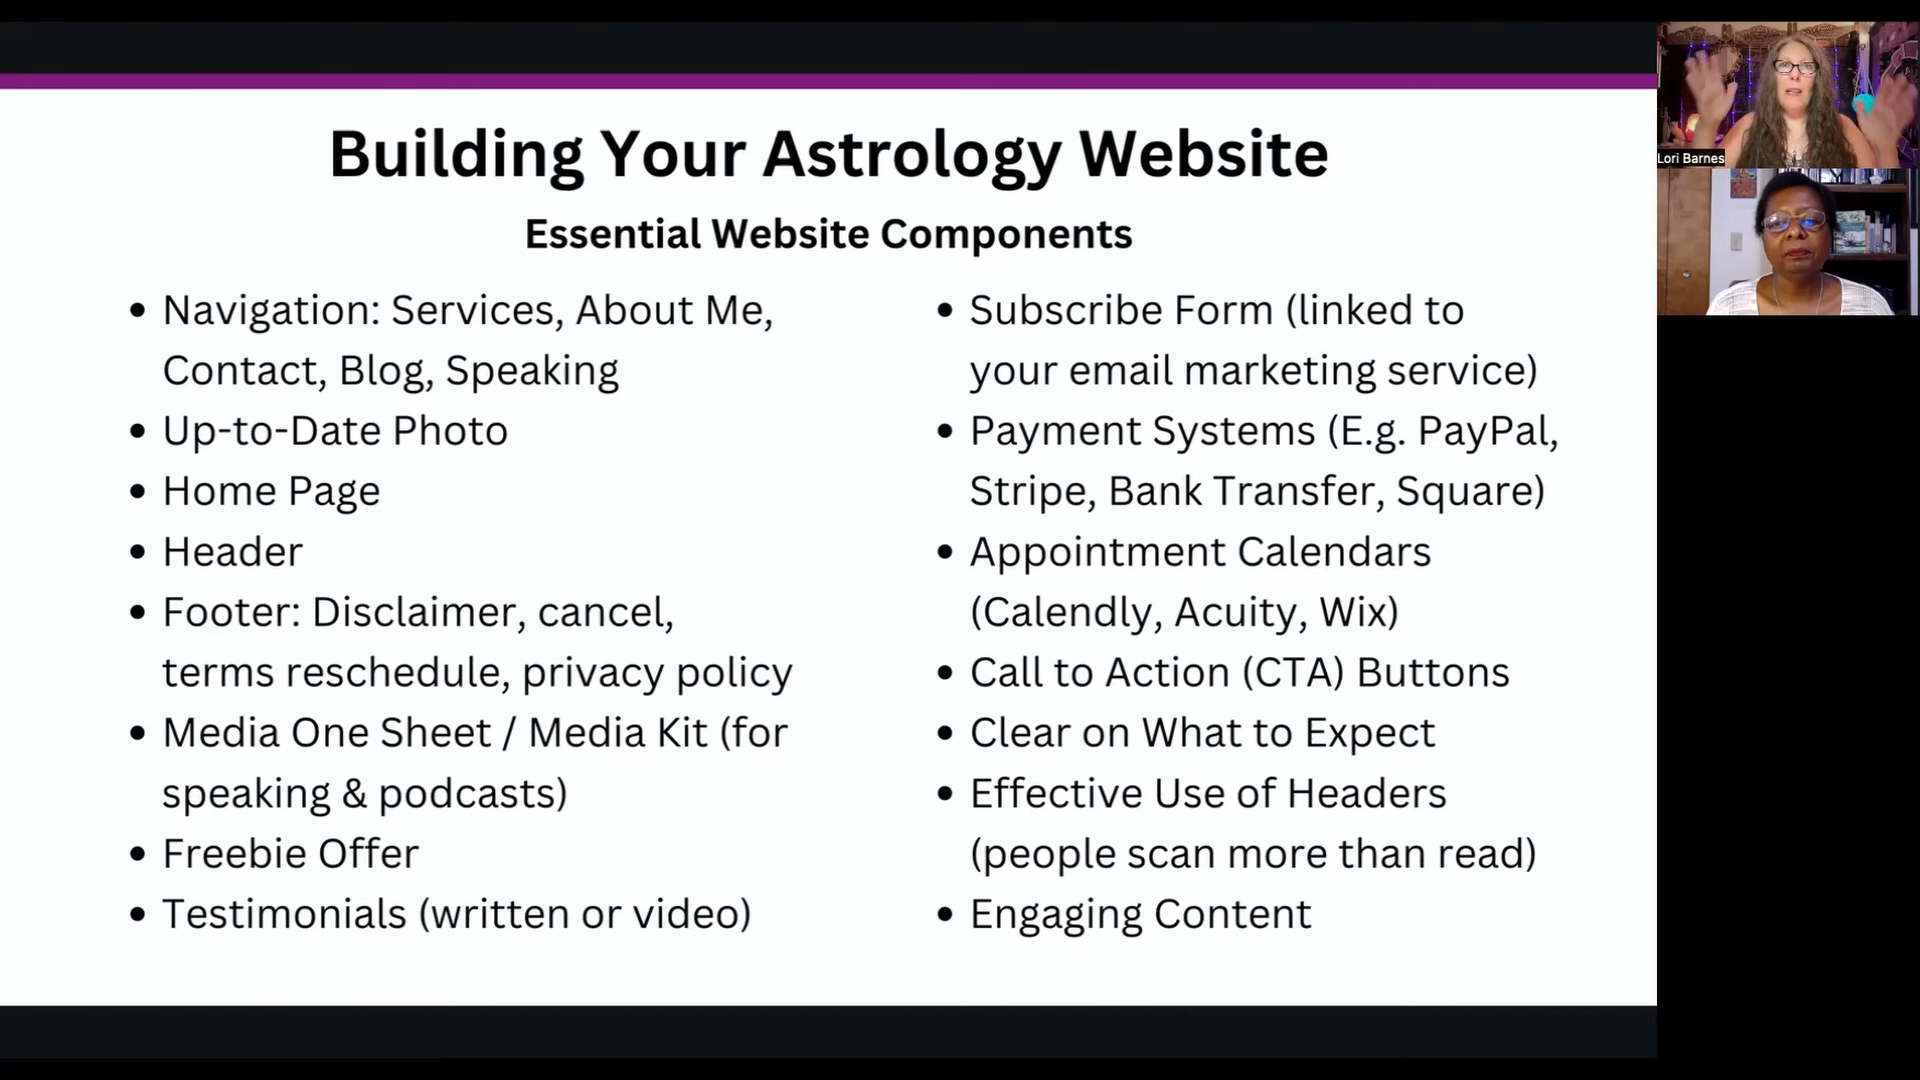 Building Your Astrology Website
Essential Website Components
• Navigation: Services, About Me,
Contact, Blog, Speaking
• Up-to-Date Photo
• Home Page
• Header
• Footer: Disclaimer, cancel,
terms reschedule, privacy policy
• Media One Sheet / Media Kit (for
speaking & podcasts)
• Freebie Offer
• Testimonials (written or video)
• Subscribe Form (linked to
your email marketing service)
• Payment Systems (E.g. PayPal,
Stripe, Bank Transfer, Square)
• Appointment Calendars
(Calendly, Acuity, Wix)
• Call to Action (CTA) Buttons
• Clear on What to Expect
• Effective Use of Headers
(people scan more than read)
• Engaging Content
Lori Barnes